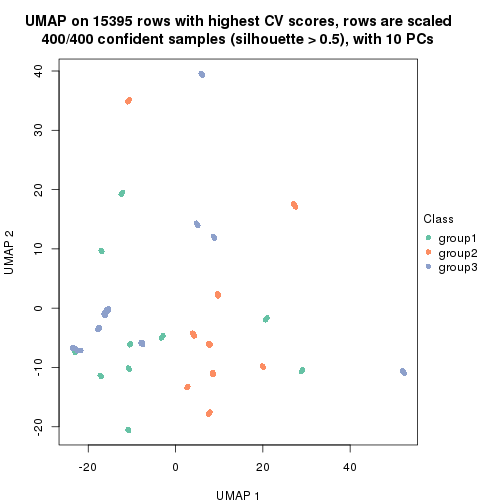 UMAP on 15395 rows with highest CV scores, rows are scaled
400/400 confident samples (silhouette > 0.5), with 10 PCs
40
30
20
10
0
-10
-20
UMAP 2
Class
group1
group2
group3
-20 0 20 40
UMAP 1